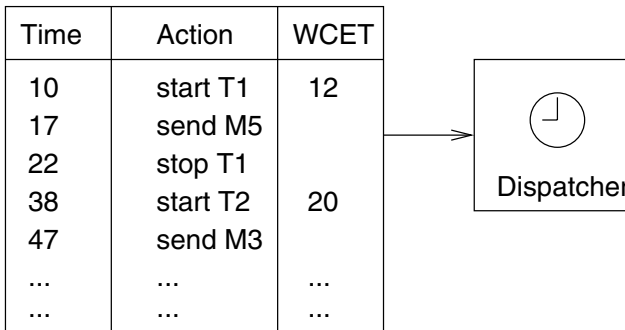 Time Action WCET
10 start T1 12
17 send M5
22 stop T1
38 start T2 20
47 send M3
... ... ...
... ... ...
Dispatcher